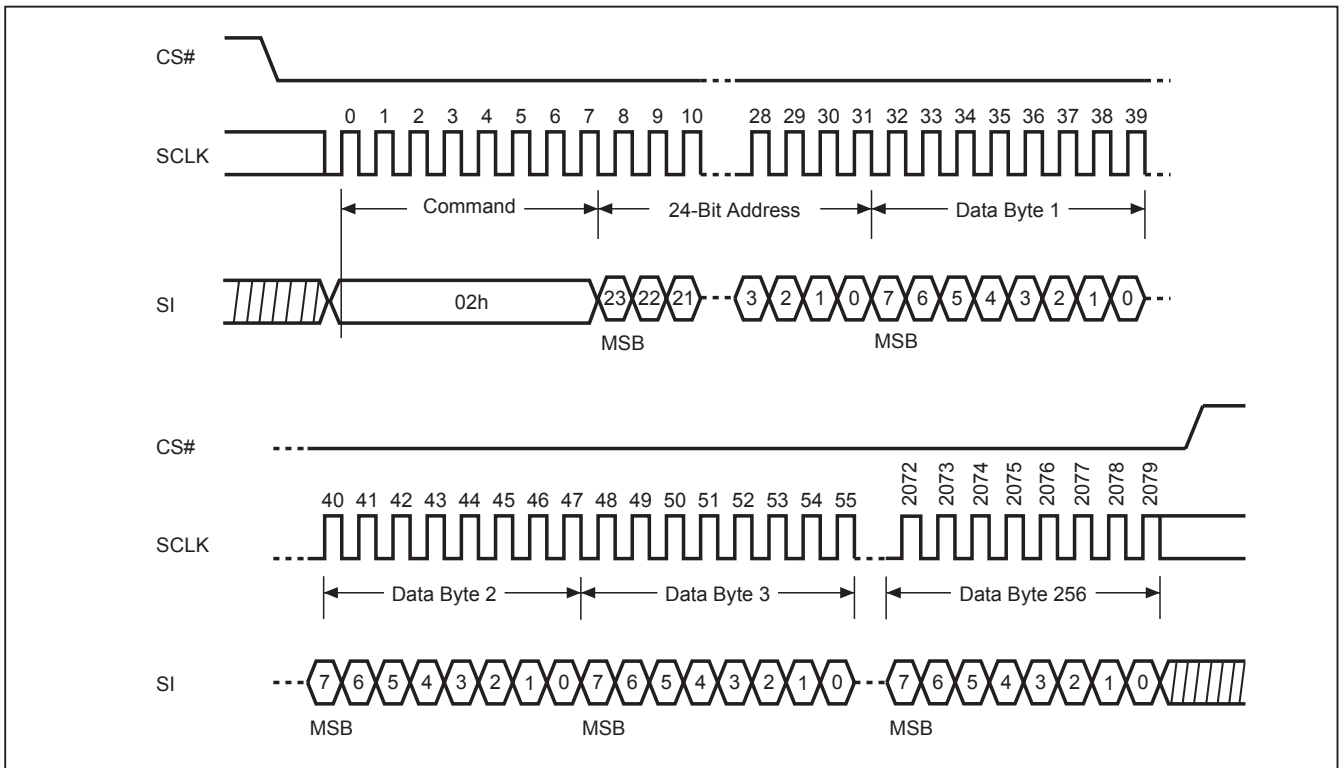 CS#
0 1 2 3 4 5 6 7 8 9 10 28 29 30 31 32 33 34 35 36 37 38 39
SCLK
Command 24-Bit Address Data Byte 1
SI 02h 23 22 21 3 2 1 0 7 6 5 4 3 2 1 0
MSB MSB
CS#
40 41 42 43 44 45 46 47 48 49 50 51 52 53 54 55 2072 2073 2074 2075 2076 2077 2078 2079
SCLK
Data Byte 2 Data Byte 3 Data Byte 256
SI 7 6 5 4 3 2 1 0 7 6 5 4 3 2 1 0 7 6 5 4 3 2 1 0
MSB MSB MSB